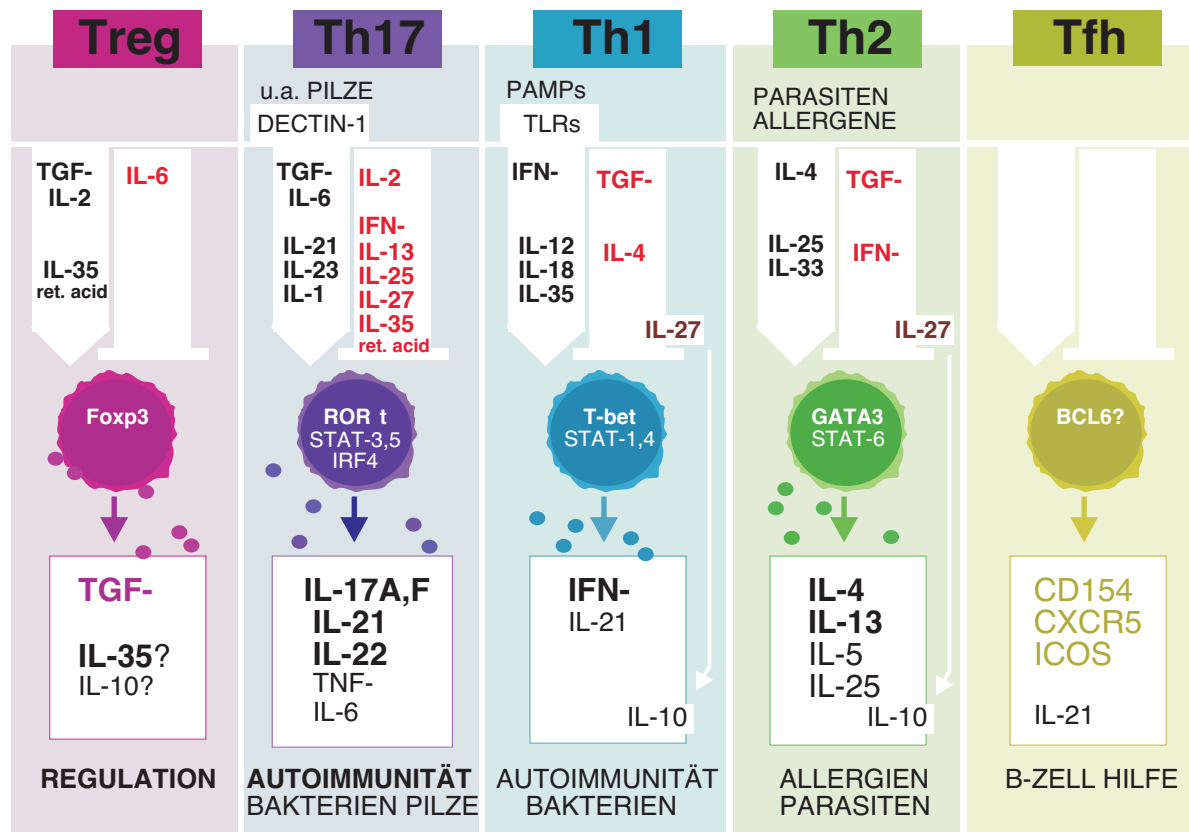 Treg
REGULATION
TGF-
IL-2
IL-35
ret. acid
IL-6
Foxp3
TGF-
IL-35?
IL-10?
Th17
u.a. PILZE
DECTIN-1
TGF-
IL-6
IL-21
IL-23
IL-1
IL-2
IFN-
IL-13
IL-25
IL-27
IL-35
ret. acid
ROR t
STAT-3,5
IRF4
IL-17A,F
IL-21
IL-22
TNF-
IL-6
AUTOIMMUNITÄT
BAKTERIEN PILZE
Th1
PAMPs
TLRs
IFN-
IL-12
IL-18
IL-35
TGF-
IL-4
IL-27
T-bet
STAT-1,4
IFN-
IL-21
IL-10
AUTOIMMUNITÄT
BAKTERIEN
Th2
PARASITEN
ALLERGENE
IL-4
IL-25
IL-33
TGF-
IFN-
IL-27
GATA3
STAT-6
IL-4
IL-13
IL-5
IL-25
IL-10
ALLERGIEN
PARASITEN
Tfh
BCL6?
CD154
CXCR5
ICOS
IL-21
B-ZELL HILFE